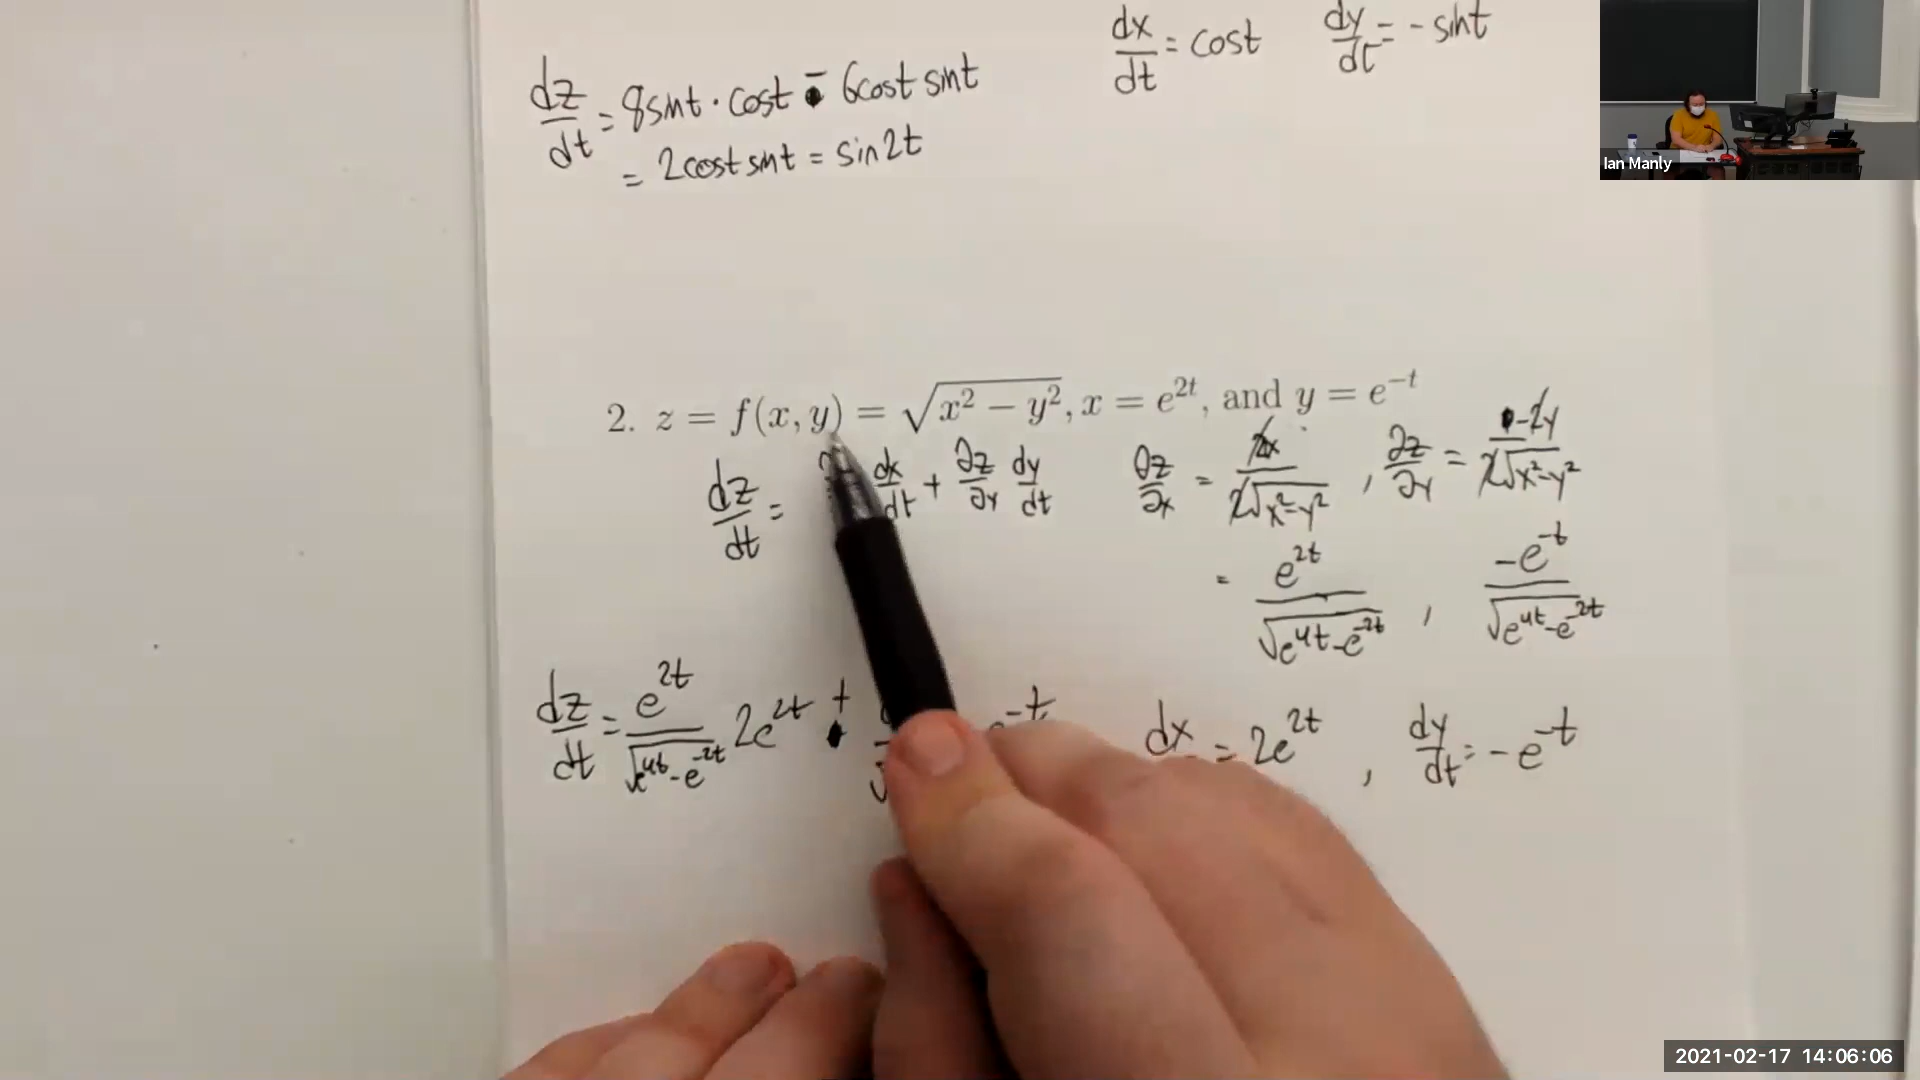 dx/dt = cost dy/dt = - sint
dz/dt = 8sint · cost - 6cost sint
= 2cost sint = sin2t
Ian Manly
2. z = f(x, y) = √(x² − y²), x = e^{2t}, and y = e^{−t}
dz/dt = dx/dt + ∂z/∂y dy/dt ∂z/∂x = 2x/(2√(x²-y²)) , ∂z/∂y = -2y/(2√(x²-y²))
= e^{2t}/√(e^{4t}-e^{-2t}) , -e^{-t}/√(e^{4t}-e^{-2t})
dz/dt = e^{2t}/√(e^{4t}-e^{-2t}) 2e^{2t} + e^{-t} dx = 2e^{2t} , dy/dt = -e^{-t}
2021-02-17 14:06:06